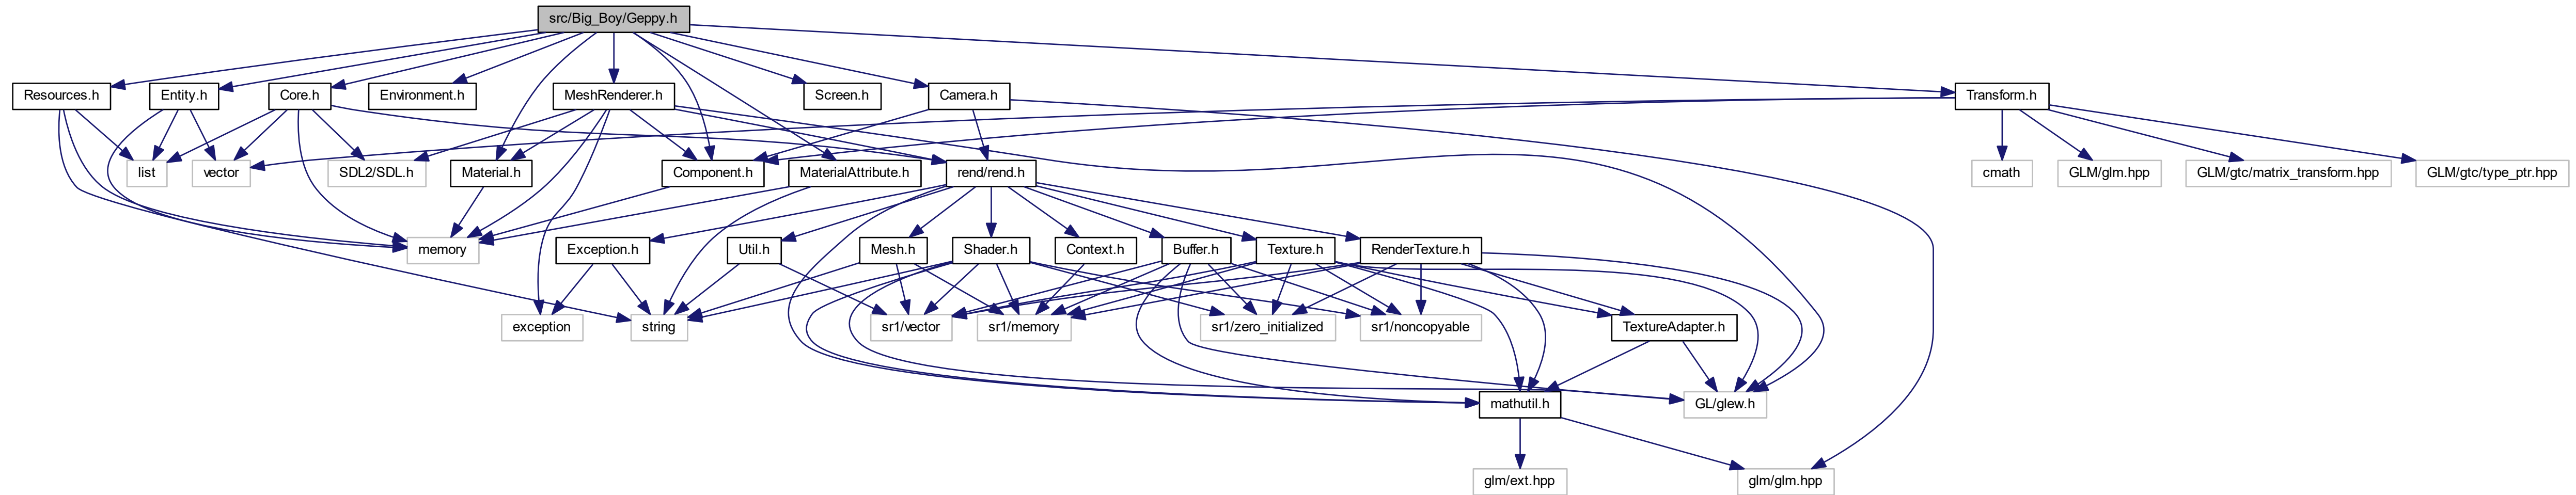 src/Big_Boy/Geppy.h
Resources.h
Entity.h
Core.h
Environment.h
MeshRenderer.h
Screen.h
Camera.h
Transform.h
list
vector
SDL2/SDL.h
Material.h
Component.h
MaterialAttribute.h
rend/rend.h
cmath
GLM/glm.hpp
GLM/gtc/matrix_transform.hpp
GLM/gtc/type_ptr.hpp
memory
Exception.h
Util.h
Mesh.h
Shader.h
Context.h
Buffer.h
Texture.h
RenderTexture.h
exception
string
sr1/vector
sr1/memory
sr1/zero_initialized
sr1/noncopyable
TextureAdapter.h
mathutil.h
GL/glew.h
glm/ext.hpp
glm/glm.hpp